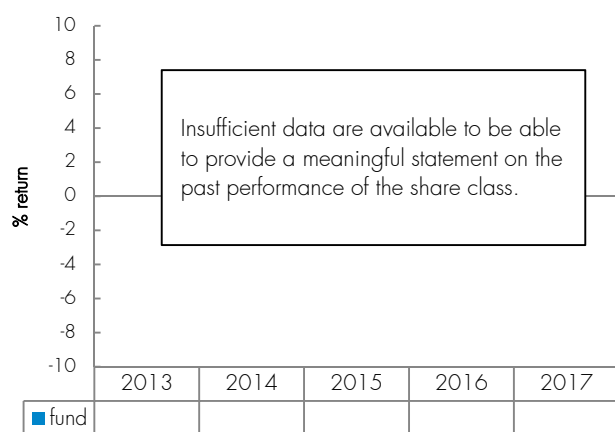 10
8
6
4
2
0
-2
-4
-6
-8
-10
% return
Insufficient data are available to be able
to provide a meaningful statement on the
past performance of the share class.
2013 2014 2015 2016 2017
fund